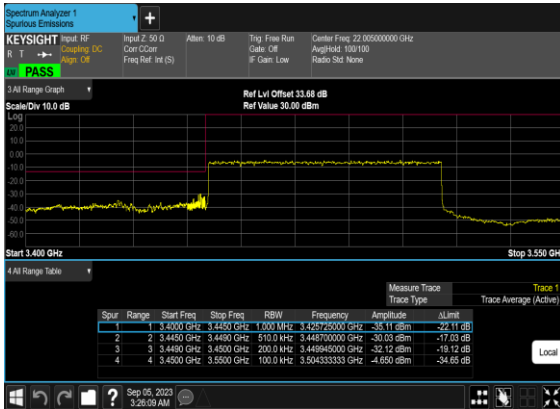 Spectrum Analyzer 1
Spurious Emissions
+
KEYSIGHT Input: RF Input Z: 50 Ω Atten: 10 dB Trig: Free Run Center Freq: 22.005000000 GHz
R T Coupling: DC Corr CCorr Gate: Off Avg|Hold: 100/100
Align: Off Freq Ref: Int (S) IF Gain: Low Radio Std: None
LXI PASS
3 All Range Graph
Ref Lvl Offset 33.68 dB
Scale/Div 10.0 dB Ref Value 30.00 dBm
Log
20.0
10.0
0.00
-10.0
-20.0
-30.0
-40.0
-50.0
-60.0
Start 3.400 GHz Stop 3.550 GH
4 All Range Table
Measure Trace Trace 1
Trace Type Trace Average (Active)
Spur Range Start Freq Stop Freq RBW Frequency Amplitude ΔLimit
1 1 3.4000 GHz 3.4450 GHz 1.000 MHz 3.425725000 GHz -35.11 dBm -22.11 dB
2 2 3.4450 GHz 3.4490 GHz 510.0 kHz 3.448700000 GHz -30.03 dBm -17.03 dB
3 3 3.4490 GHz 3.4500 GHz 200.0 kHz 3.449945000 GHz -32.12 dBm -19.12 dB
4 4 3.4500 GHz 3.5500 GHz 100.0 kHz 3.504333333 GHz -4.650 dBm -34.65 dB
Local
? Sep 05, 2023
3:26:09 AM